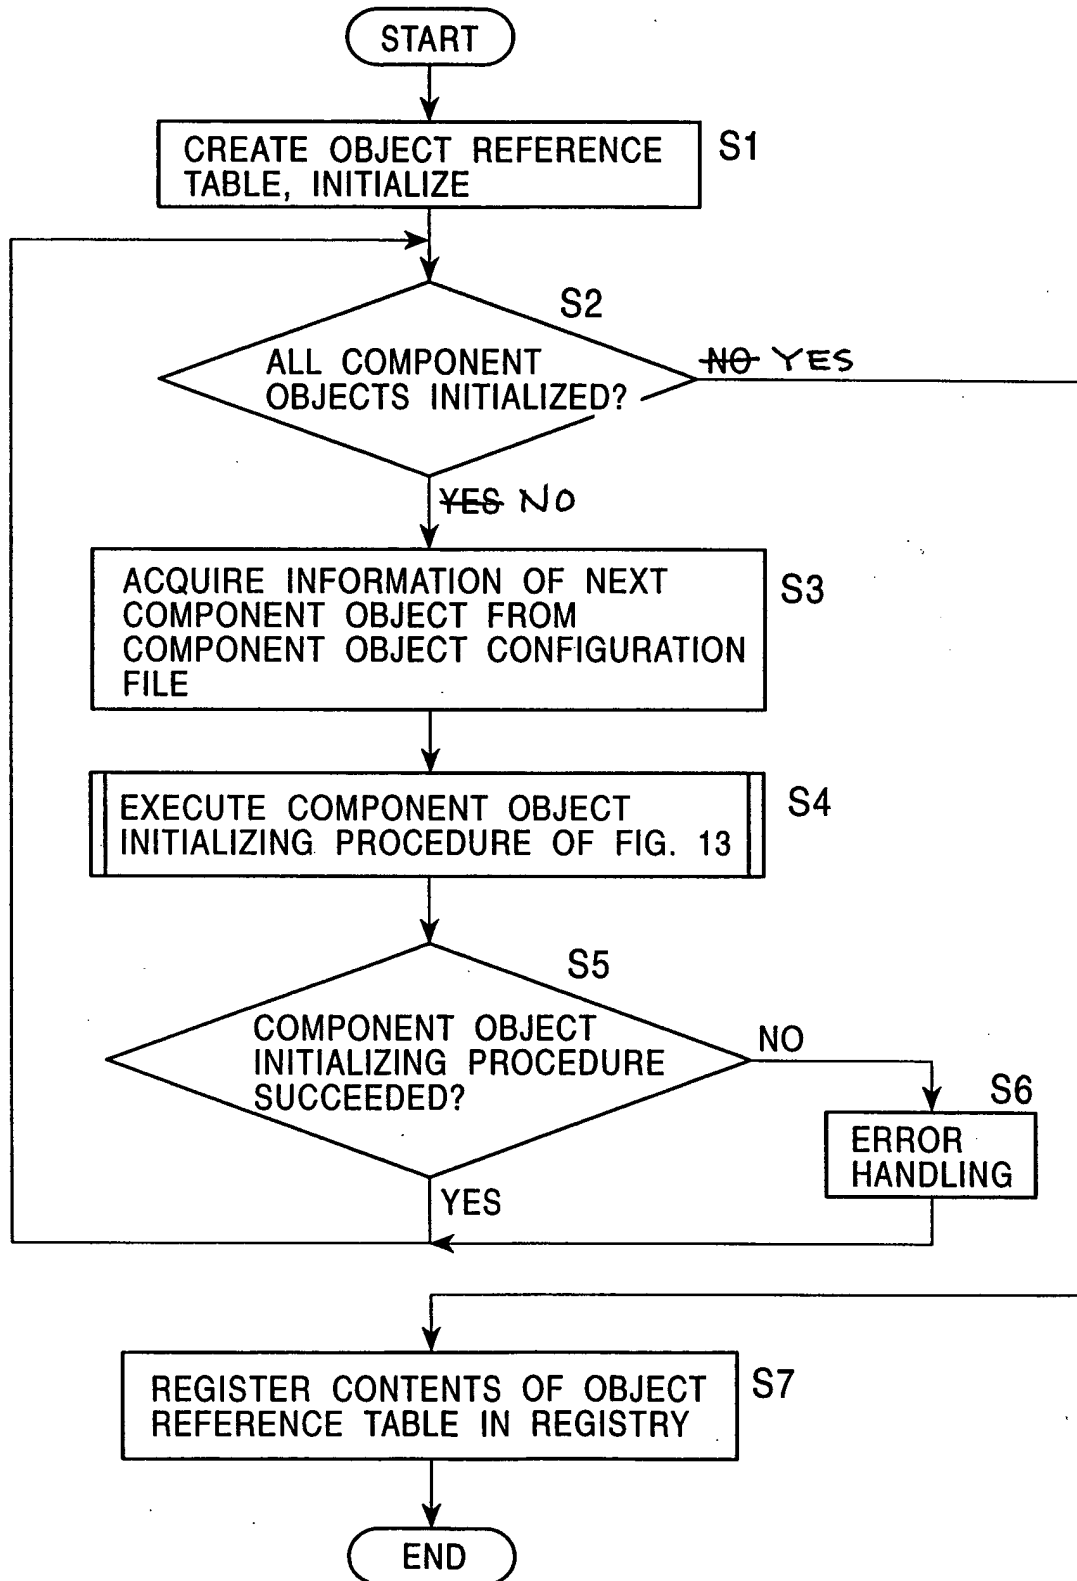 START
CREATE OBJECT REFERENCE
TABLE, INITIALIZE
S1
S2
ALL COMPONENT
OBJECTS INITIALIZED?
NO YES
YES NO
ACQUIRE INFORMATION OF NEXT
COMPONENT OBJECT FROM
COMPONENT OBJECT CONFIGURATION
FILE
S3
EXECUTE COMPONENT OBJECT
INITIALIZING PROCEDURE OF FIG. 13
S4
S5
COMPONENT OBJECT
INITIALIZING PROCEDURE
SUCCEEDED?
NO
S6
ERROR
HANDLING
YES
REGISTER CONTENTS OF OBJECT
REFERENCE TABLE IN REGISTRY
S7
END